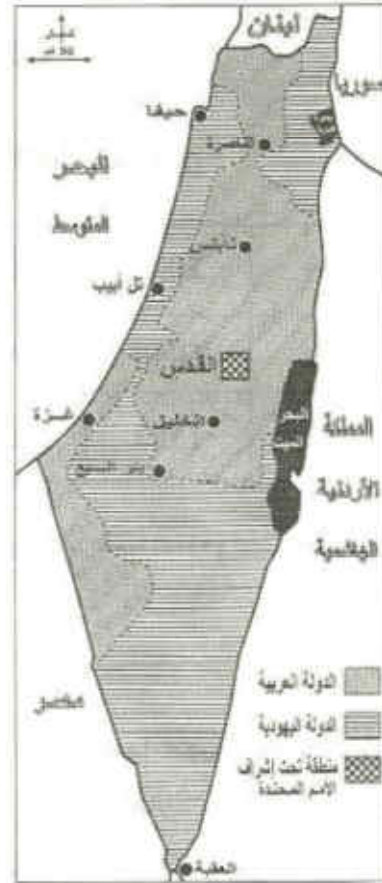 شمال
لبنان
سوريا
حيفا
الناصرة
البحر
المتوسط
نابلس
تل أبيب
القدس
غزة
الخليل
البحر
الميت
المملكة
بئر السبع
الأردنية
الهاشمية
مصر
الدولة العربية
الدولة اليهودية
منطقة تحت إشراف
الأمم المتحدة
العقبة